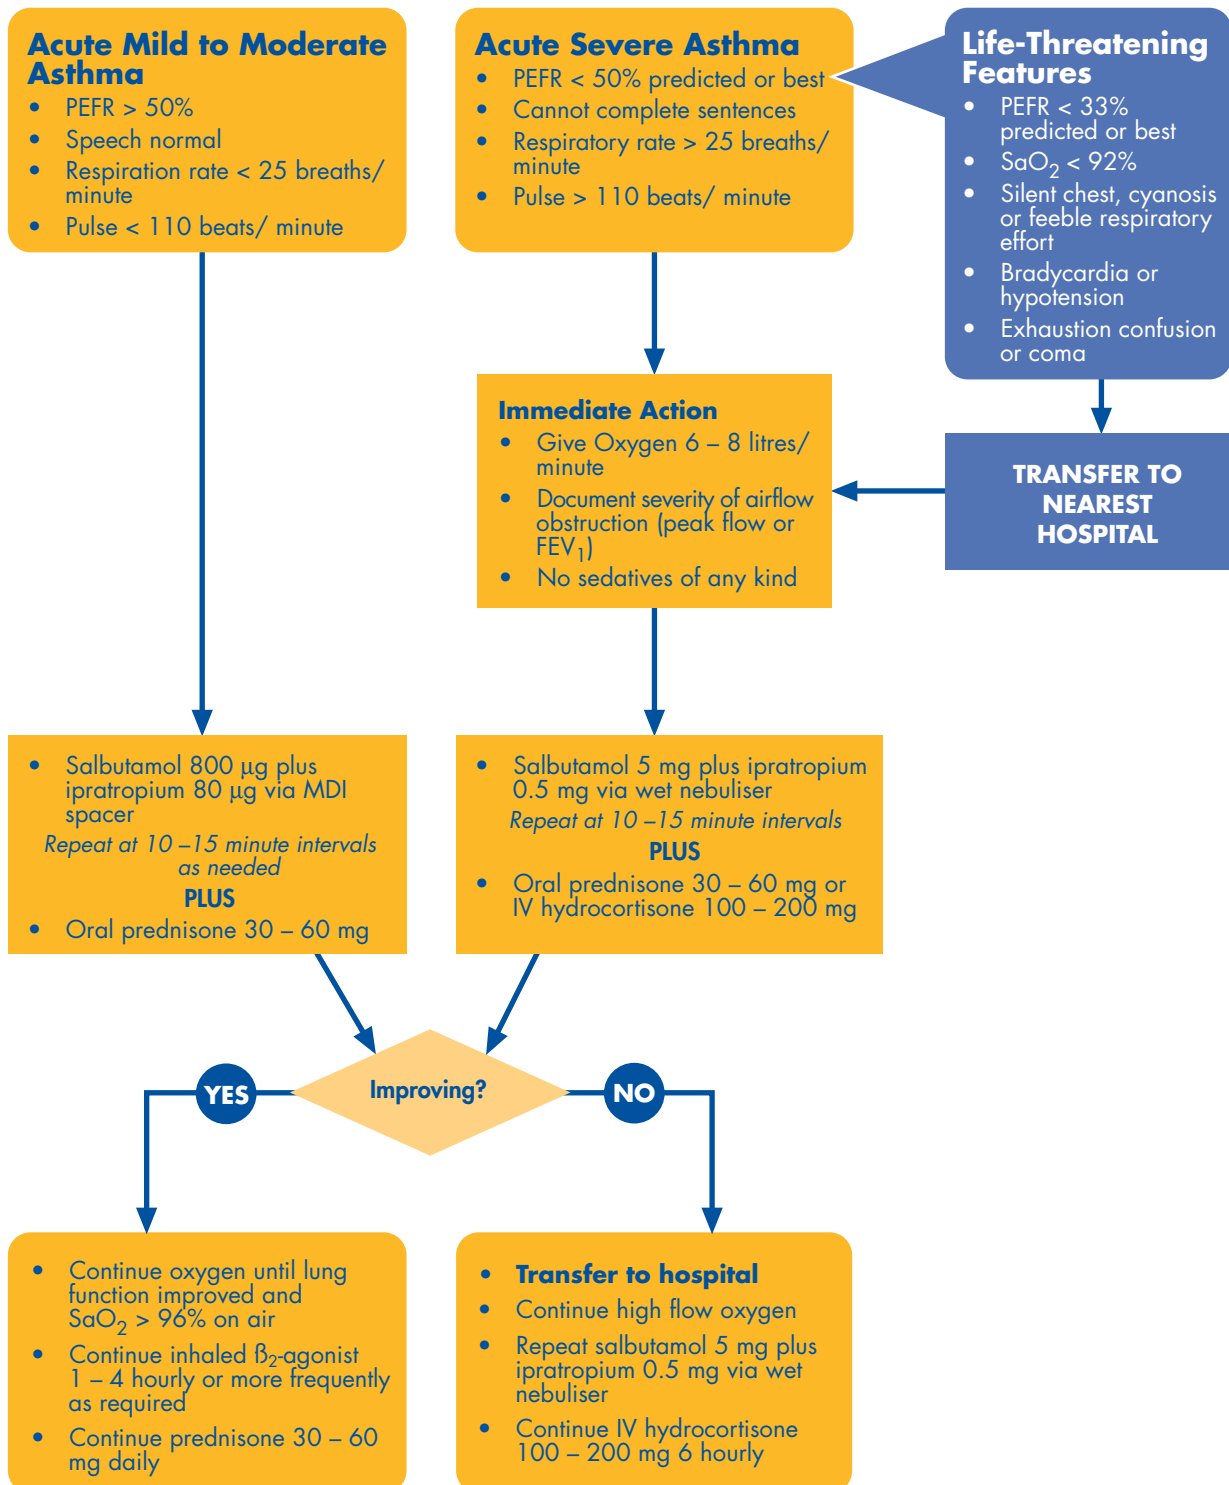 Acute Mild to Moderate
Asthma
• PEFR > 50%
• Speech normal
• Respiration rate < 25 breaths/
minute
• Pulse < 110 beats/ minute
Acute Severe Asthma
• PEFR < 50% predicted or best
• Cannot complete sentences
• Respiratory rate > 25 breaths/
minute
• Pulse > 110 beats/ minute
Life-Threatening
Features
• PEFR < 33%
predicted or best
• SaO₂ < 92%
• Silent chest, cyanosis
or feeble respiratory
effort
• Bradycardia or
hypotension
• Exhaustion confusion
or coma
Immediate Action
• Give Oxygen 6 – 8 litres/
minute
• Document severity of airflow
obstruction (peak flow or
FEV₁)
• No sedatives of any kind
TRANSFER TO
NEAREST
HOSPITAL
• Salbutamol 800 µg plus
ipratropium 80 µg via MDI
spacer
Repeat at 10 –15 minute intervals
as needed
PLUS
• Oral prednisone 30 – 60 mg
• Salbutamol 5 mg plus ipratropium
0.5 mg via wet nebuliser
Repeat at 10 –15 minute intervals
PLUS
• Oral prednisone 30 – 60 mg or
IV hydrocortisone 100 – 200 mg
Improving?
YES
NO
• Continue oxygen until lung
function improved and
SaO₂ > 96% on air
• Continue inhaled ß₂-agonist
1 – 4 hourly or more frequently
as required
• Continue prednisone 30 – 60
mg daily
• Transfer to hospital
• Continue high flow oxygen
• Repeat salbutamol 5 mg plus
ipratropium 0.5 mg via wet
nebuliser
• Continue IV hydrocortisone
100 – 200 mg 6 hourly